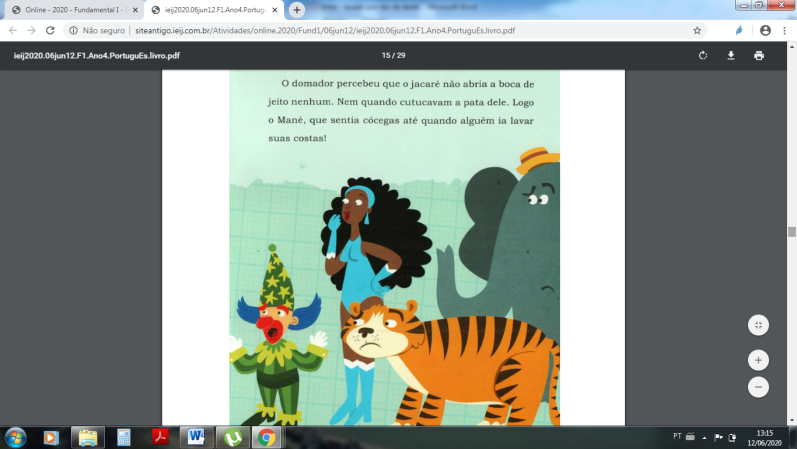 Online - 2020 - Fundamental I - S
ieij2020.06jun12.F1.Ano4.Portugu
Não seguro | siteantigo.ieij.com.br/Atividades/online.2020/Fund1/06jun12/ieij2020.06jun12.F1.Ano4.PortuguEs.livro.pdf
ieij2020.06jun12.F1.Ano4.PortuguEs.livro.pdf
15 / 29
O domador percebeu que o jacaré não abria a boca de
jeito nenhum. Nem quando cutucavam a pata dele. Logo
o Mané, que sentia cócegas até quando alguém ia lavar
suas costas!
PT
13:15
12/06/2020